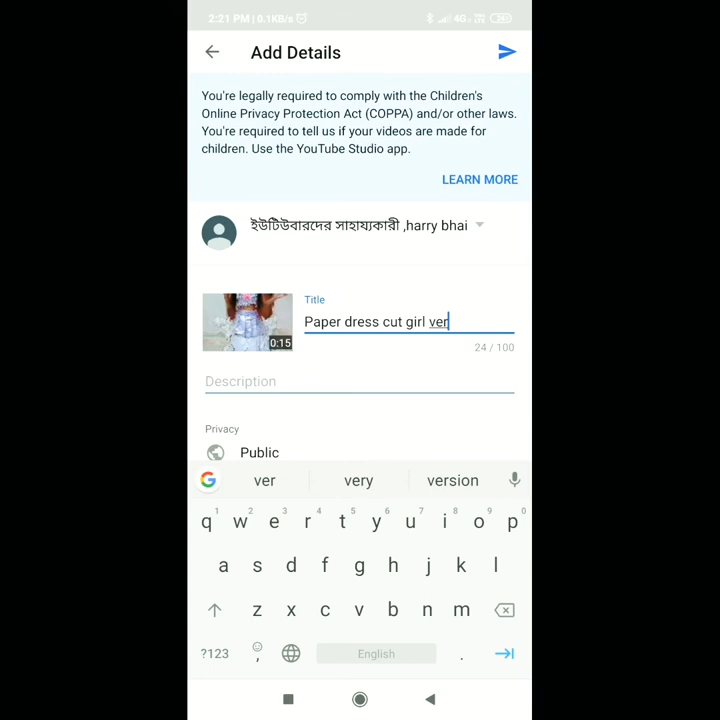 2:21 PM | 0.1KB/s
4G
Add Details
You're legally required to comply with the Children's
Online Privacy Protection Act (COPPA) and/or other laws.
You're required to tell us if your videos are made for
children. Use the YouTube Studio app.
LEARN MORE
ইউটিউবারদের সাহায্যকারী ,harry bhai
Title
0:15
Paper dress cut girl ver
24 / 100
Description
Privacy
Public
G ver very version
1 2 3 4 5 6 7 8 9 0
q w e r t y u i o p
a s d f g h j k l
z x c v b n m
?123 , English .